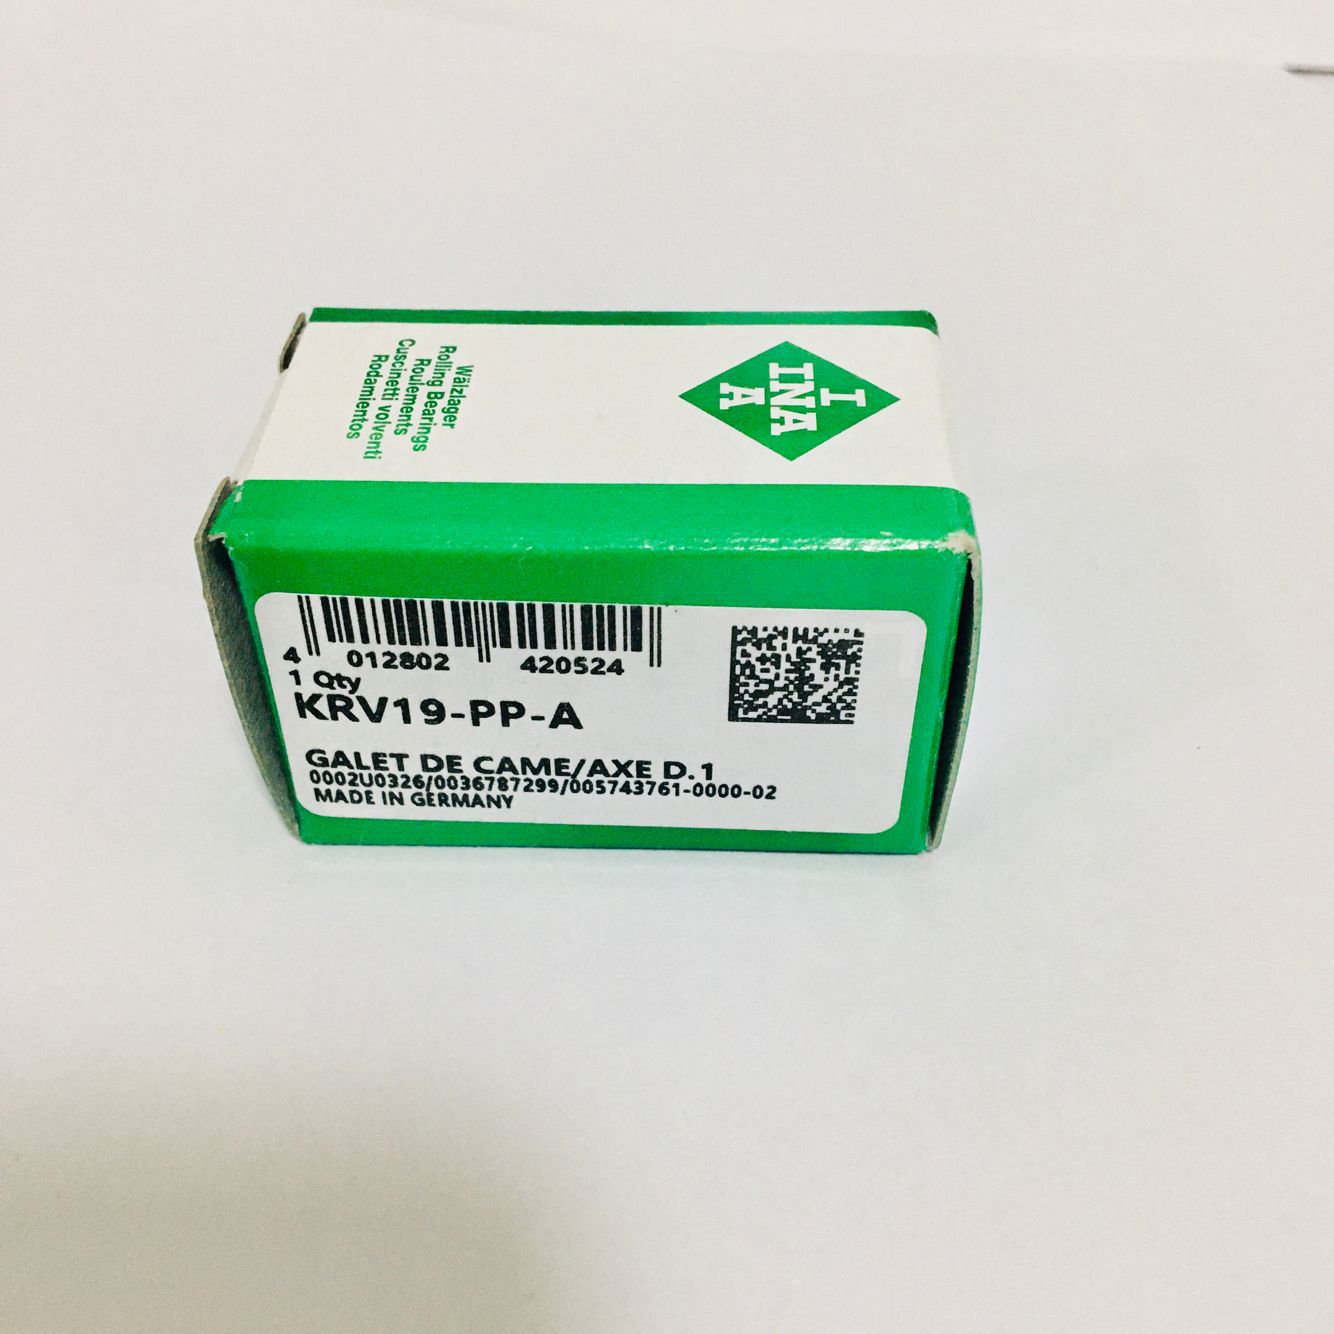 I
INA
A
Wälzlager
Rolling Bearings
Roulements
Cuscinetti volventi
Rodamientos
4 012802 420524
1 Qty
KRV19-PP-A
GALET DE CAME/AXE D.1
0002U0326/0036787299/005743761-0000-02
MADE IN GERMANY